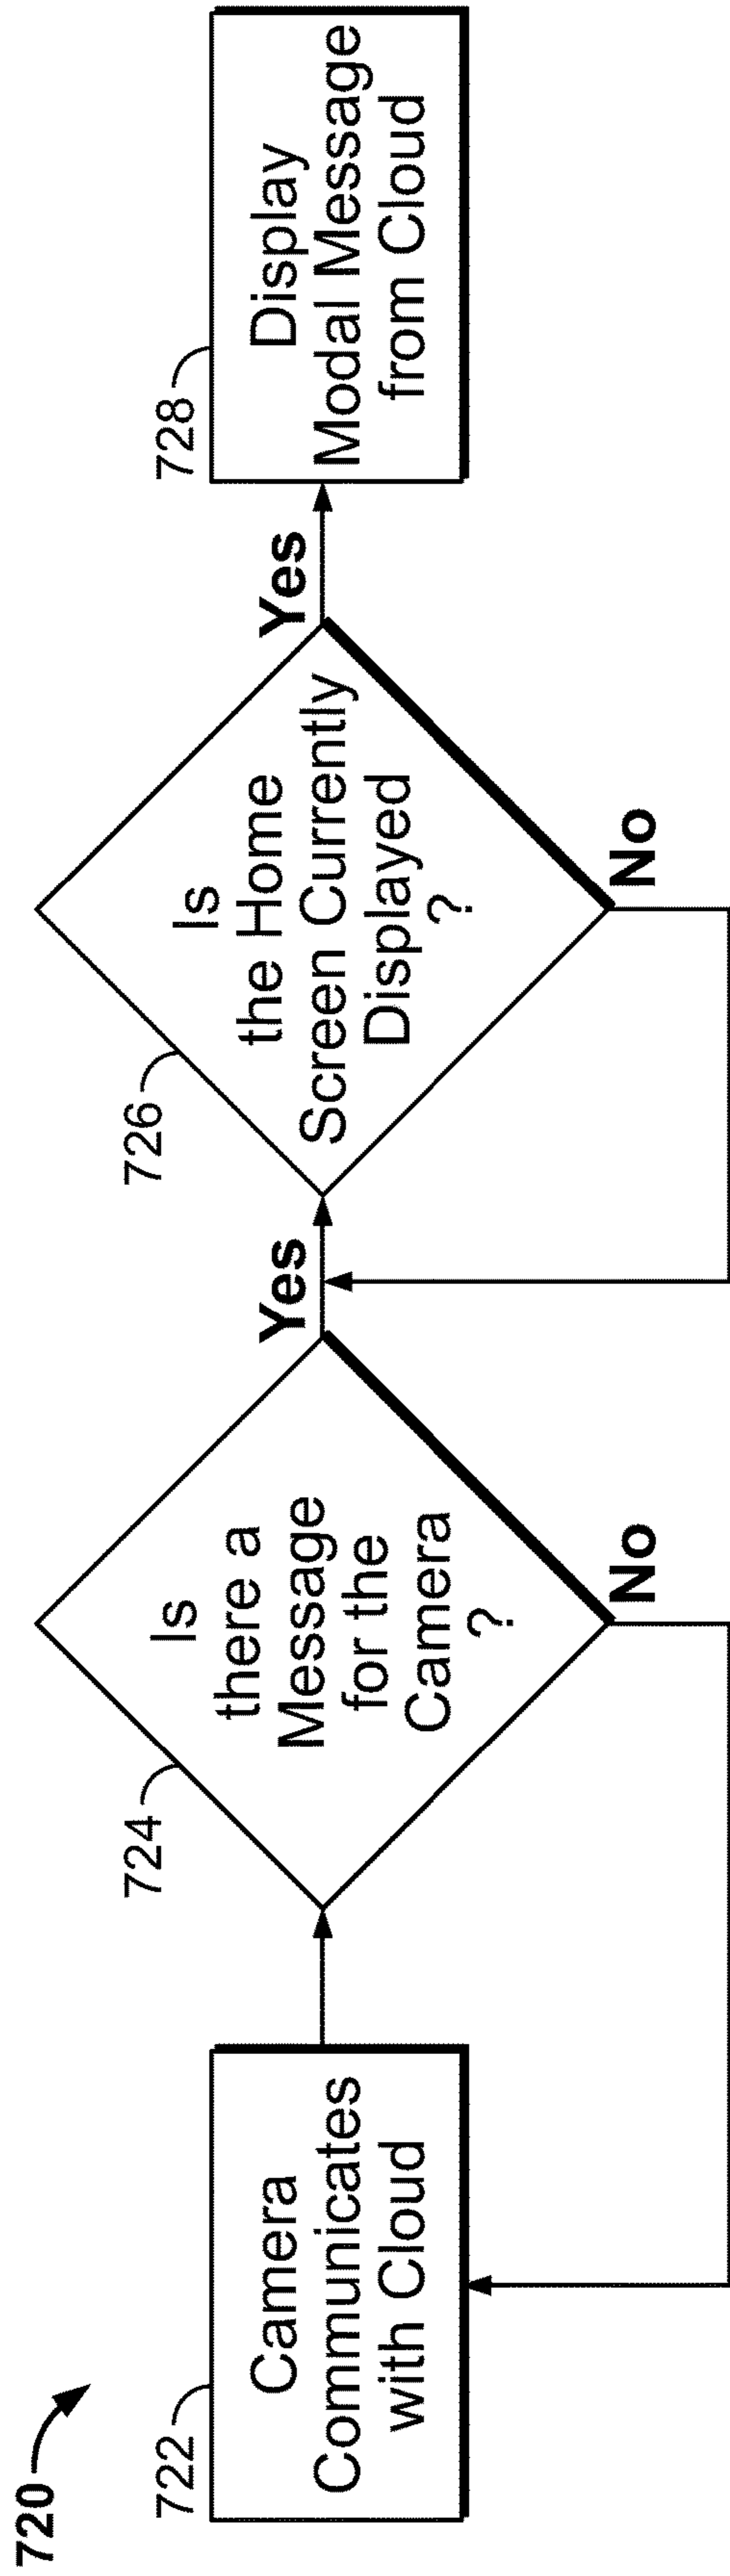 720
722
Camera
Communicates
with Cloud
724
Is
there a
Message
for the
Camera
?
Yes
No
726
Is
the Home
Screen Currently
Displayed
?
Yes
No
728
Display
Modal Message
from Cloud